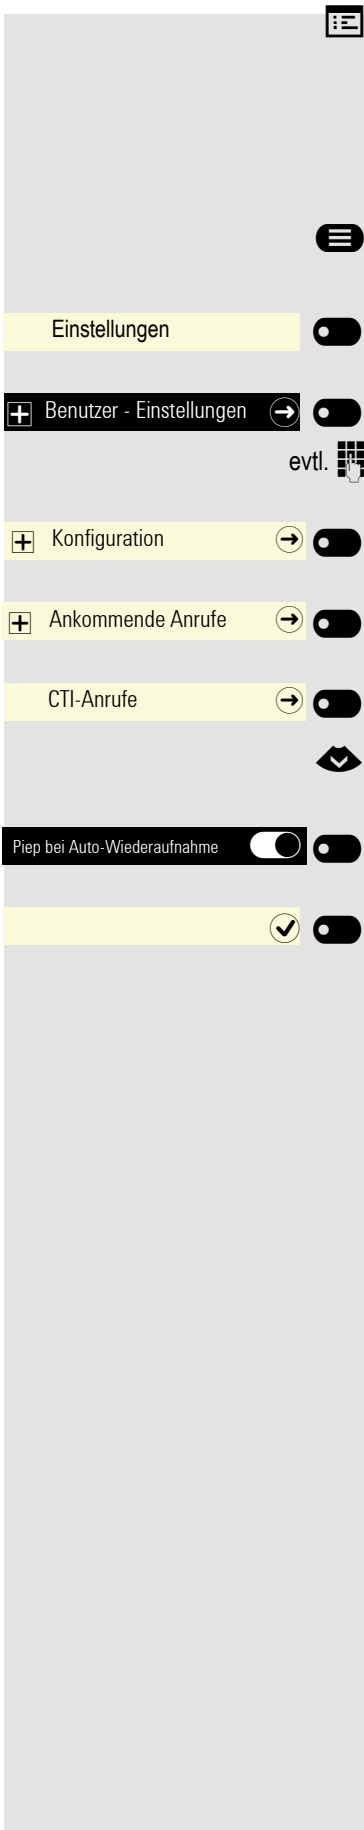 Einstellungen
Benutzer - Einstellungen
evtl.
Konfiguration
Ankommende Anrufe
CTI-Anrufe
Piep bei Auto-Wiederaufnahme